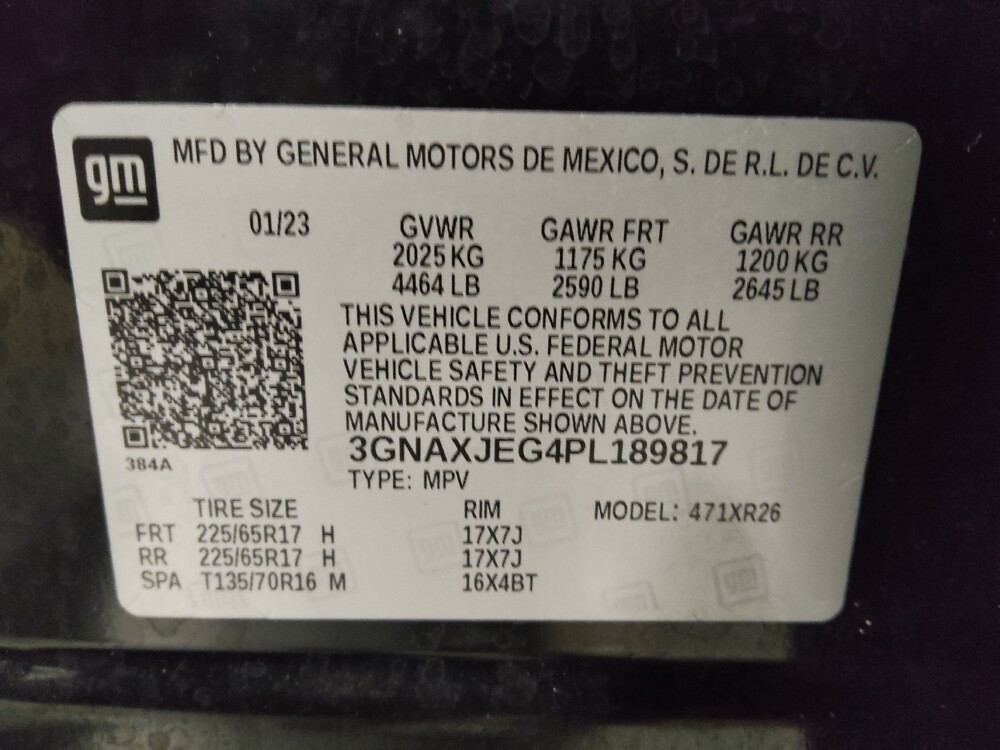 gm
MFD BY GENERAL MOTORS DE MEXICO, S. DE R.L. DE C.V.
01/23 GVWR GAWR FRT GAWR RR
2025 KG 1175 KG 1200 KG
4464 LB 2590 LB 2645 LB
THIS VEHICLE CONFORMS TO ALL
APPLICABLE U.S. FEDERAL MOTOR
VEHICLE SAFETY AND THEFT PREVENTION
STANDARDS IN EFFECT ON THE DATE OF
MANUFACTURE SHOWN ABOVE.
3GNAXJEG4PL189817
384A
TYPE: MPV
TIRE SIZE RIM MODEL: 471XR26
FRT 225/65R17 H 17X7J
RR 225/65R17 H 17X7J
SPA T135/70R16 M 16X4BT